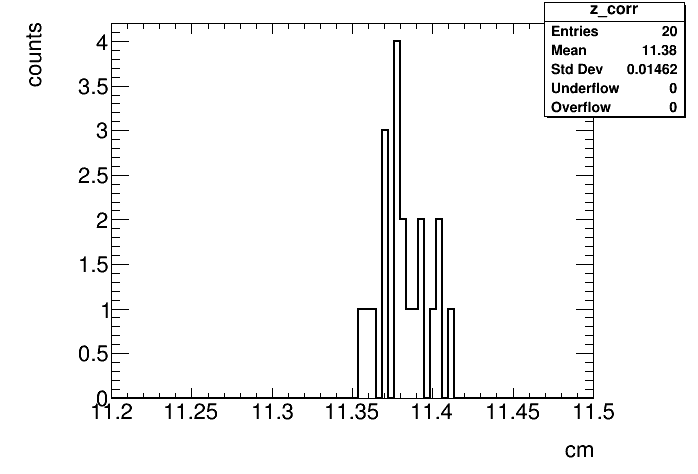 z_corr
Entries 20
Mean 11.38
Std Dev 0.01462
Underflow 0
Overflow 0
counts
4
3.5
3
2.5
2
1.5
1
0.5
0
11.2 11.25 11.3 11.35 11.4 11.45 11.5
cm